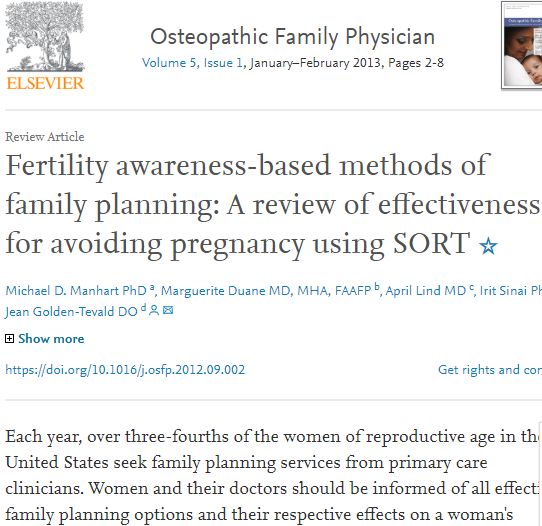 ELSEVIER
Osteopathic Family Physician
Volume 5, Issue 1, January–February 2013, Pages 2-8
Review Article
Fertility awareness-based methods of
family planning: A review of effectiveness
for avoiding pregnancy using SORT ☆
Michael D. Manhart PhD a, Marguerite Duane MD, MHA, FAAFP b, April Lind MD c, Irit Sinai Ph
Jean Golden-Tevald DO d
Show more
https://doi.org/10.1016/j.osfp.2012.09.002
Get rights and con
Each year, over three-fourths of the women of reproductive age in the
United States seek family planning services from primary care
clinicians. Women and their doctors should be informed of all effecti
family planning options and their respective effects on a woman's